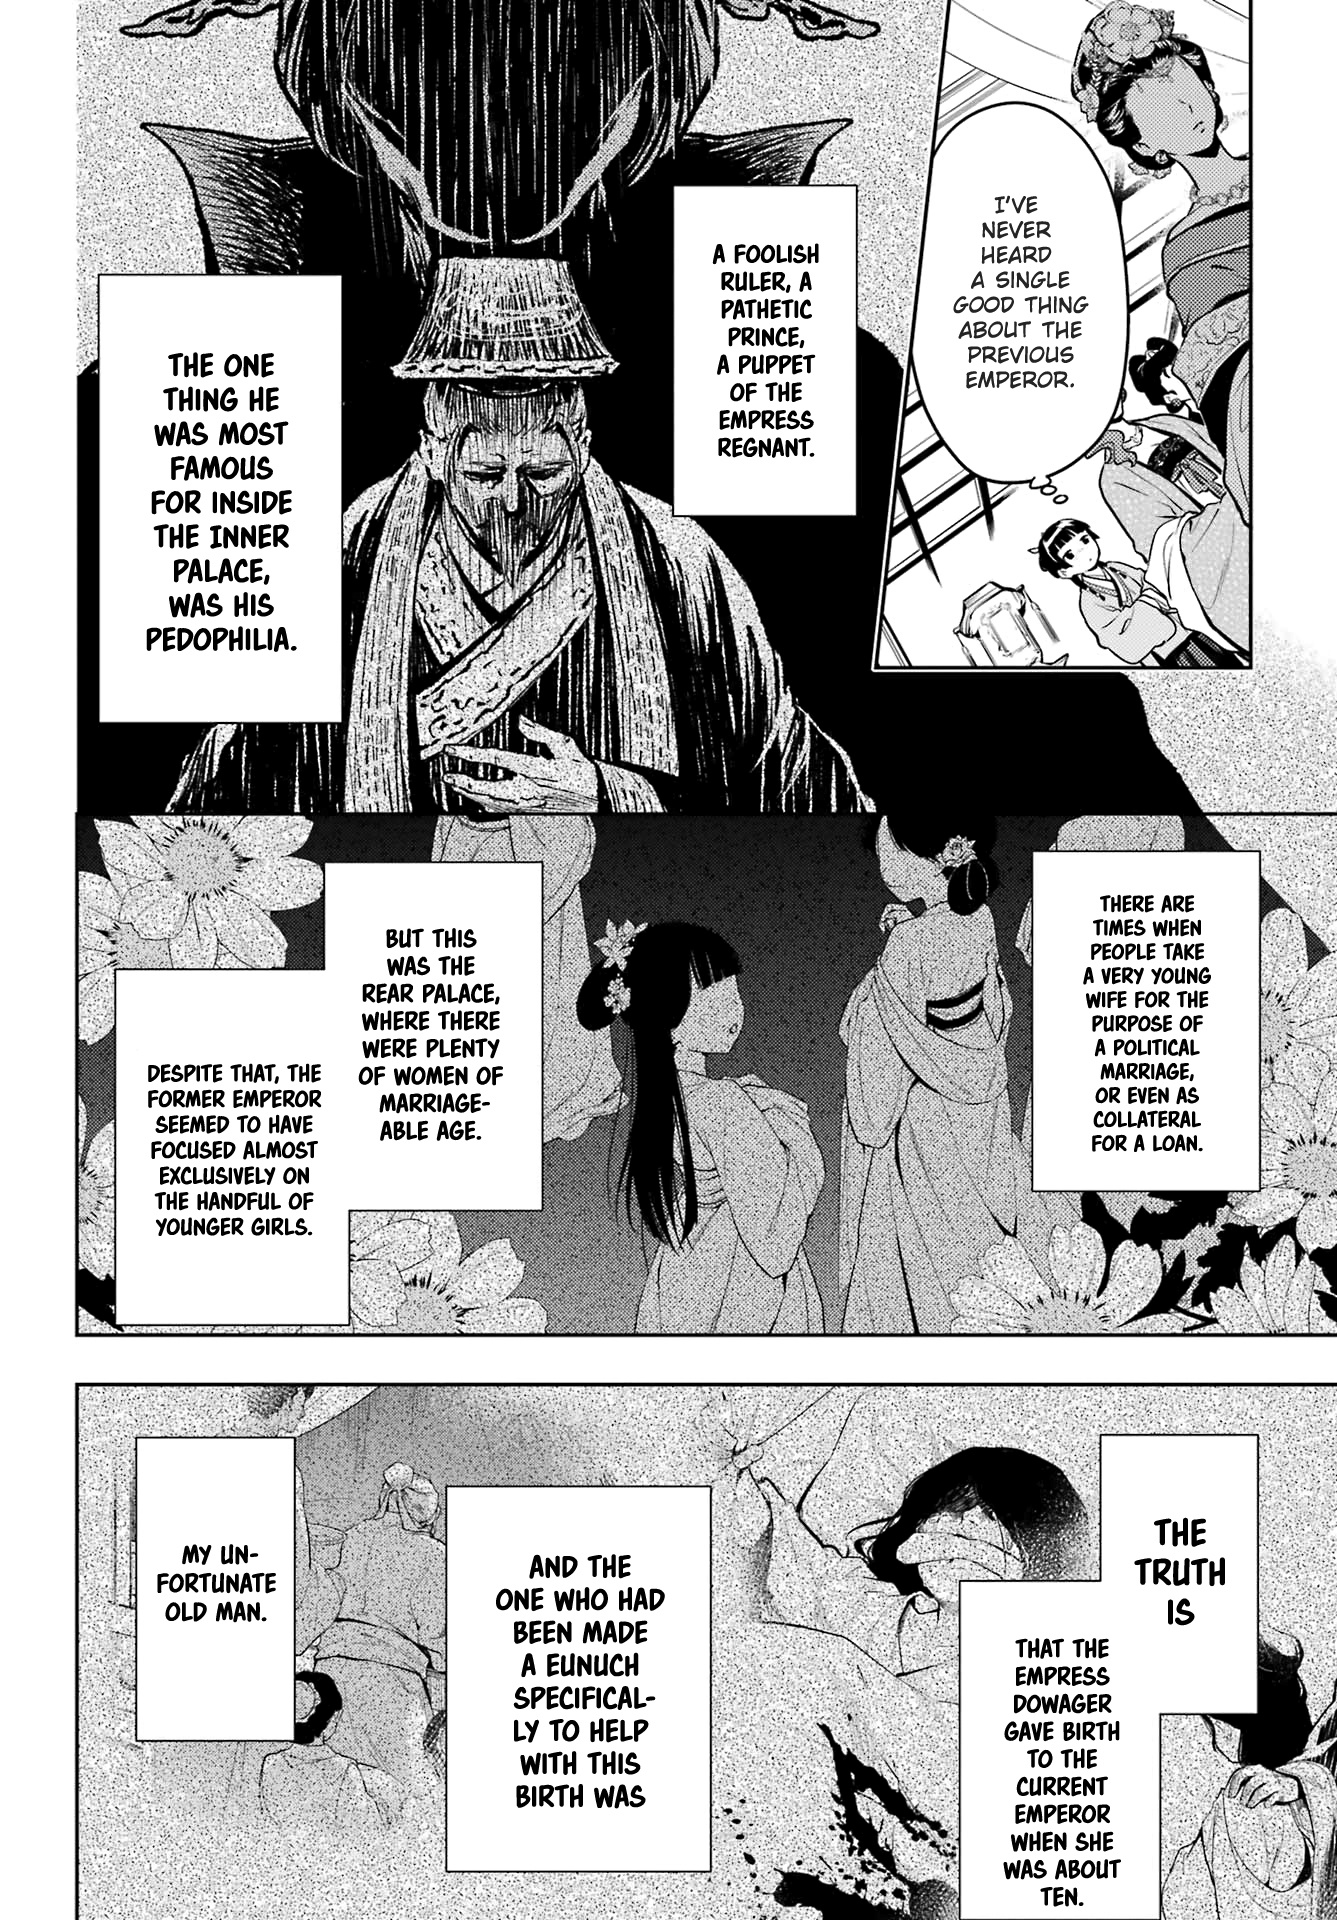 I'VE
NEVER
HEARD
A SINGLE
GOOD THING
ABOUT THE
PREVIOUS
EMPEROR.
A FOOLISH
RULER, A
PATHETIC
PRINCE,
A PUPPET
OF THE
EMPRESS
REGNANT.
THE ONE
THING HE
WAS MOST
FAMOUS
FOR INSIDE
THE INNER
PALACE,
WAS HIS
PEDOPHILIA.
THERE ARE
TIMES WHEN
PEOPLE TAKE
A VERY YOUNG
WIFE FOR THE
PURPOSE OF
A POLITICAL
MARRIAGE,
OR EVEN AS
COLLATERAL
FOR A LOAN.
BUT THIS
WAS THE
REAR PALACE,
WHERE THERE
WERE PLENTY
OF WOMEN OF
MARRIAGE-
ABLE AGE.
DESPITE THAT, THE
FORMER EMPEROR
SEEMED TO HAVE
FOCUSED ALMOST
EXCLUSIVELY ON
THE HANDFUL OF
YOUNGER GIRLS.
THE
TRUTH
IS
THAT THE
EMPRESS
DOWAGER
GAVE BIRTH
TO THE
CURRENT
EMPEROR
WHEN SHE
WAS ABOUT
TEN.
AND THE
ONE WHO HAD
BEEN MADE
A EUNUCH
SPECIFICAL-
LY TO HELP
WITH THIS
BIRTH WAS
MY UN-
FORTUNATE
OLD MAN.